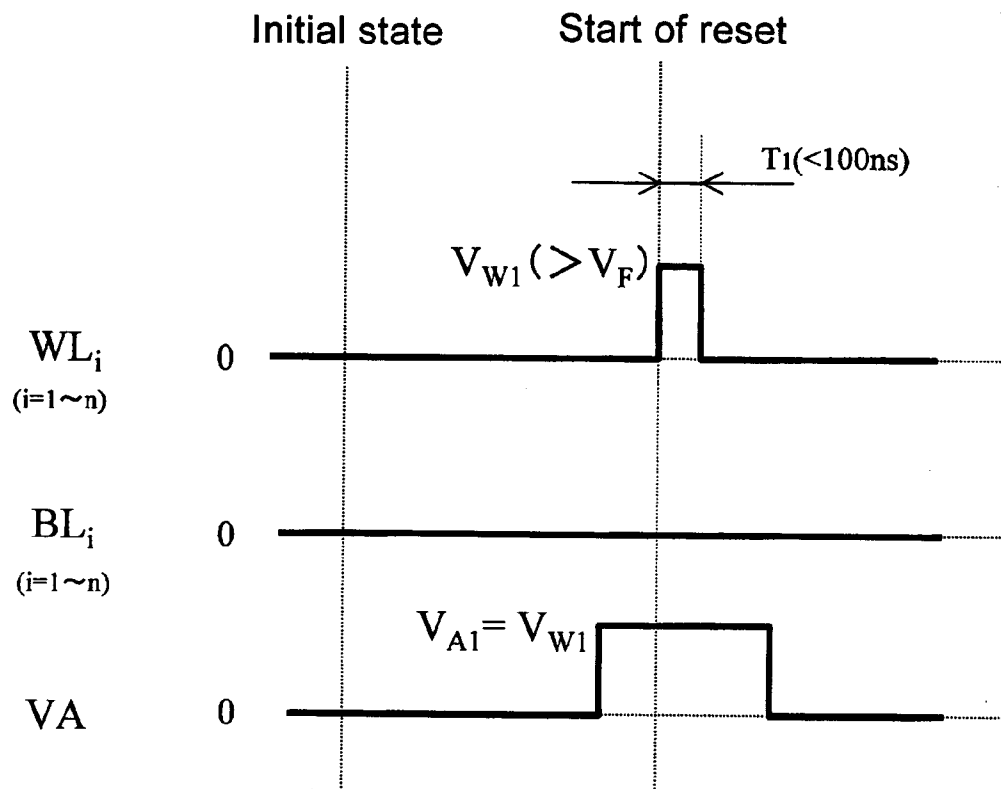 Initial state Start of reset
T1(<100ns)
VW1(>VF)
WLi 0
(i=1～n)
BLi 0
(i=1～n)
VA1= VW1
VA 0